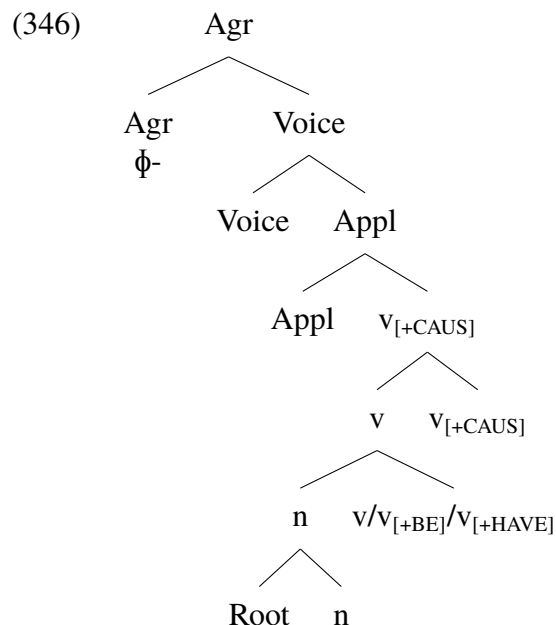 (346) Agr
Agr Voice
ϕ-
Voice Appl
Appl v[+CAUS]
v v[+CAUS]
n v/v[+BE]/v[+HAVE]
Root n